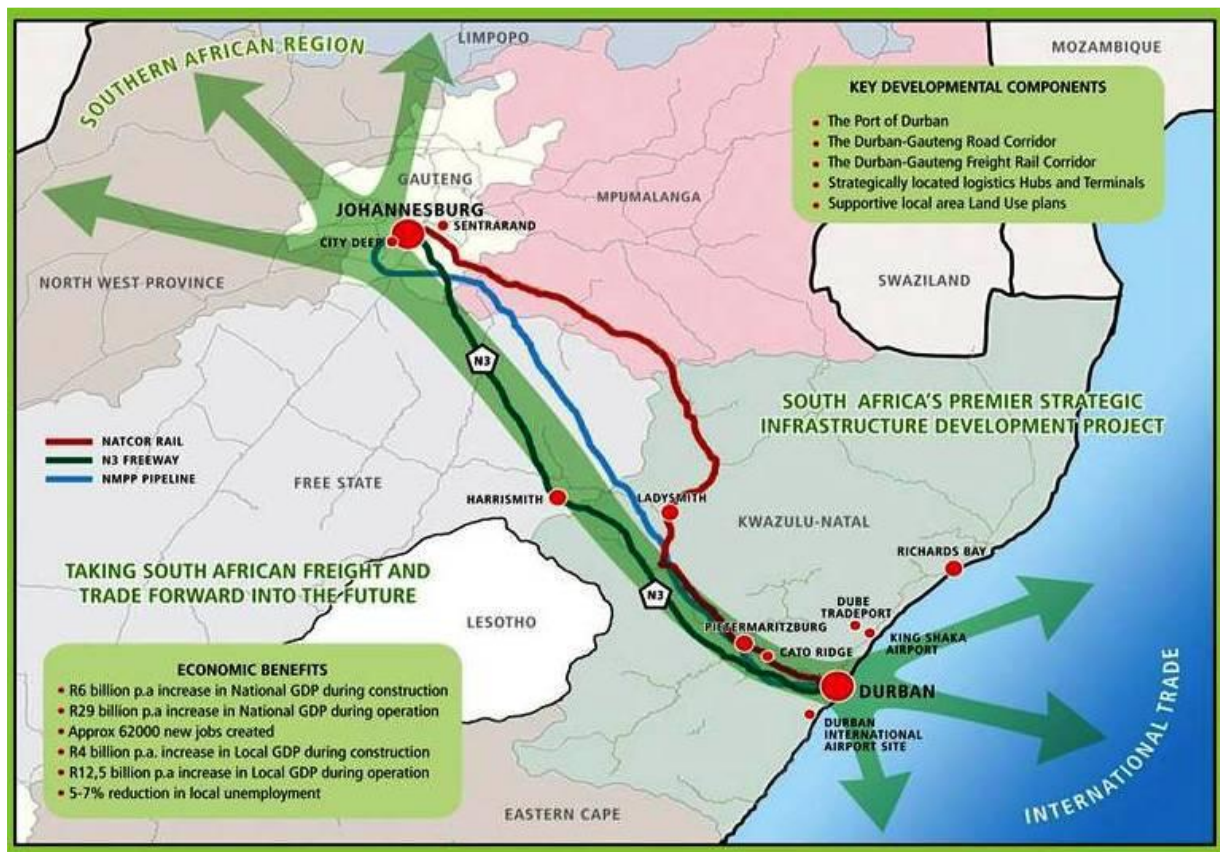 SOUTHERN AFRICAN REGION
LIMPOPO
MOZAMBIQUE
KEY DEVELOPMENTAL COMPONENTS
• The Port of Durban
• The Durban-Gauteng Road Corridor
• The Durban-Gauteng Freight Rail Corridor
• Strategically located logistics Hubs and Terminals
• Supportive local area Land Use plans
GAUTENG
MPUMALANGA
JOHANNESBURG
SENTRARAND
CITY DEEP
NORTH WEST PROVINCE
SWAZILAND
N3
SOUTH AFRICA'S PREMIER STRATEGIC
INFRASTRUCTURE DEVELOPMENT PROJECT
NATCOR RAIL
N3 FREEWAY
NMPP PIPELINE
FREE STATE
HARRISMITH
LADYSMITH
KWAZULU-NATAL
RICHARDS BAY
TAKING SOUTH AFRICAN FREIGHT AND
TRADE FORWARD INTO THE FUTURE
N3
LESOTHO
DUBE
TRADEPORT
PIETERMARITZBURG
KING SHAKA
AIRPORT
CATO RIDGE
DURBAN
DURBAN
INTERNATIONAL
AIRPORT SITE
INTERNATIONAL TRADE
ECONOMIC BENEFITS
• R6 billion p.a increase in National GDP during construction
• R29 billion p.a increase in National GDP during operation
• Approx 62000 new jobs created
• R4 billion p.a. increase in Local GDP during construction
• R12,5 billion p.a increase in Local GDP during operation
• 5-7% reduction in local unemployment
EASTERN CAPE